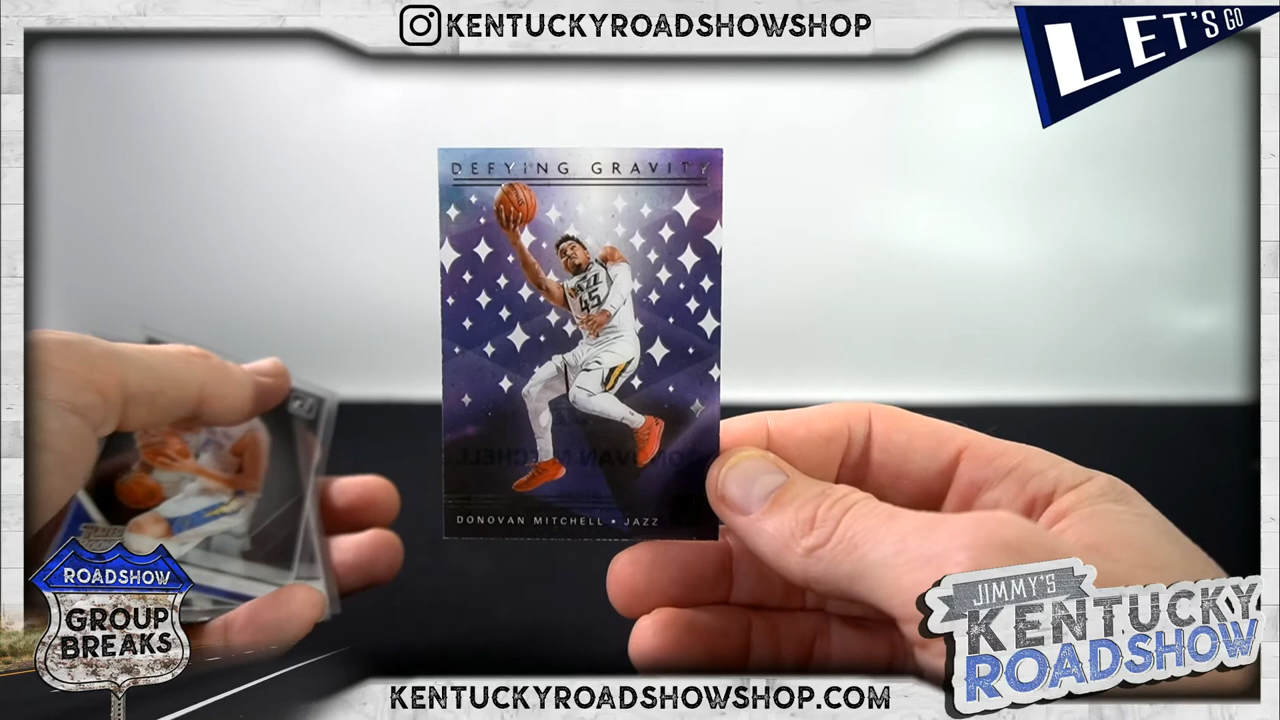 KENTUCKYROADSHOWSHOP
LET'S GO
DEFYING GRAVITY
JAZZ
45
DONOVAN MITCHELL • JAZZ
ROADSHOW
GROUP
BREAKS
JIMMY'S
KENTUCKY
ROADSHOW
KENTUCKYROADSHOWSHOP.COM